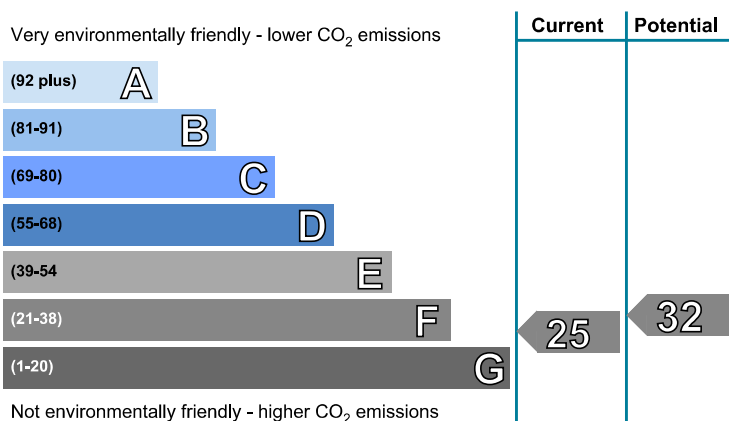 Very environmentally friendly - lower CO₂ emissions
Current
Potential
(92 plus) A
(81-91) B
(69-80) C
(55-68) D
(39-54 E
(21-38) F
(1-20) G
25
32
Not environmentally friendly - higher CO₂ emissions